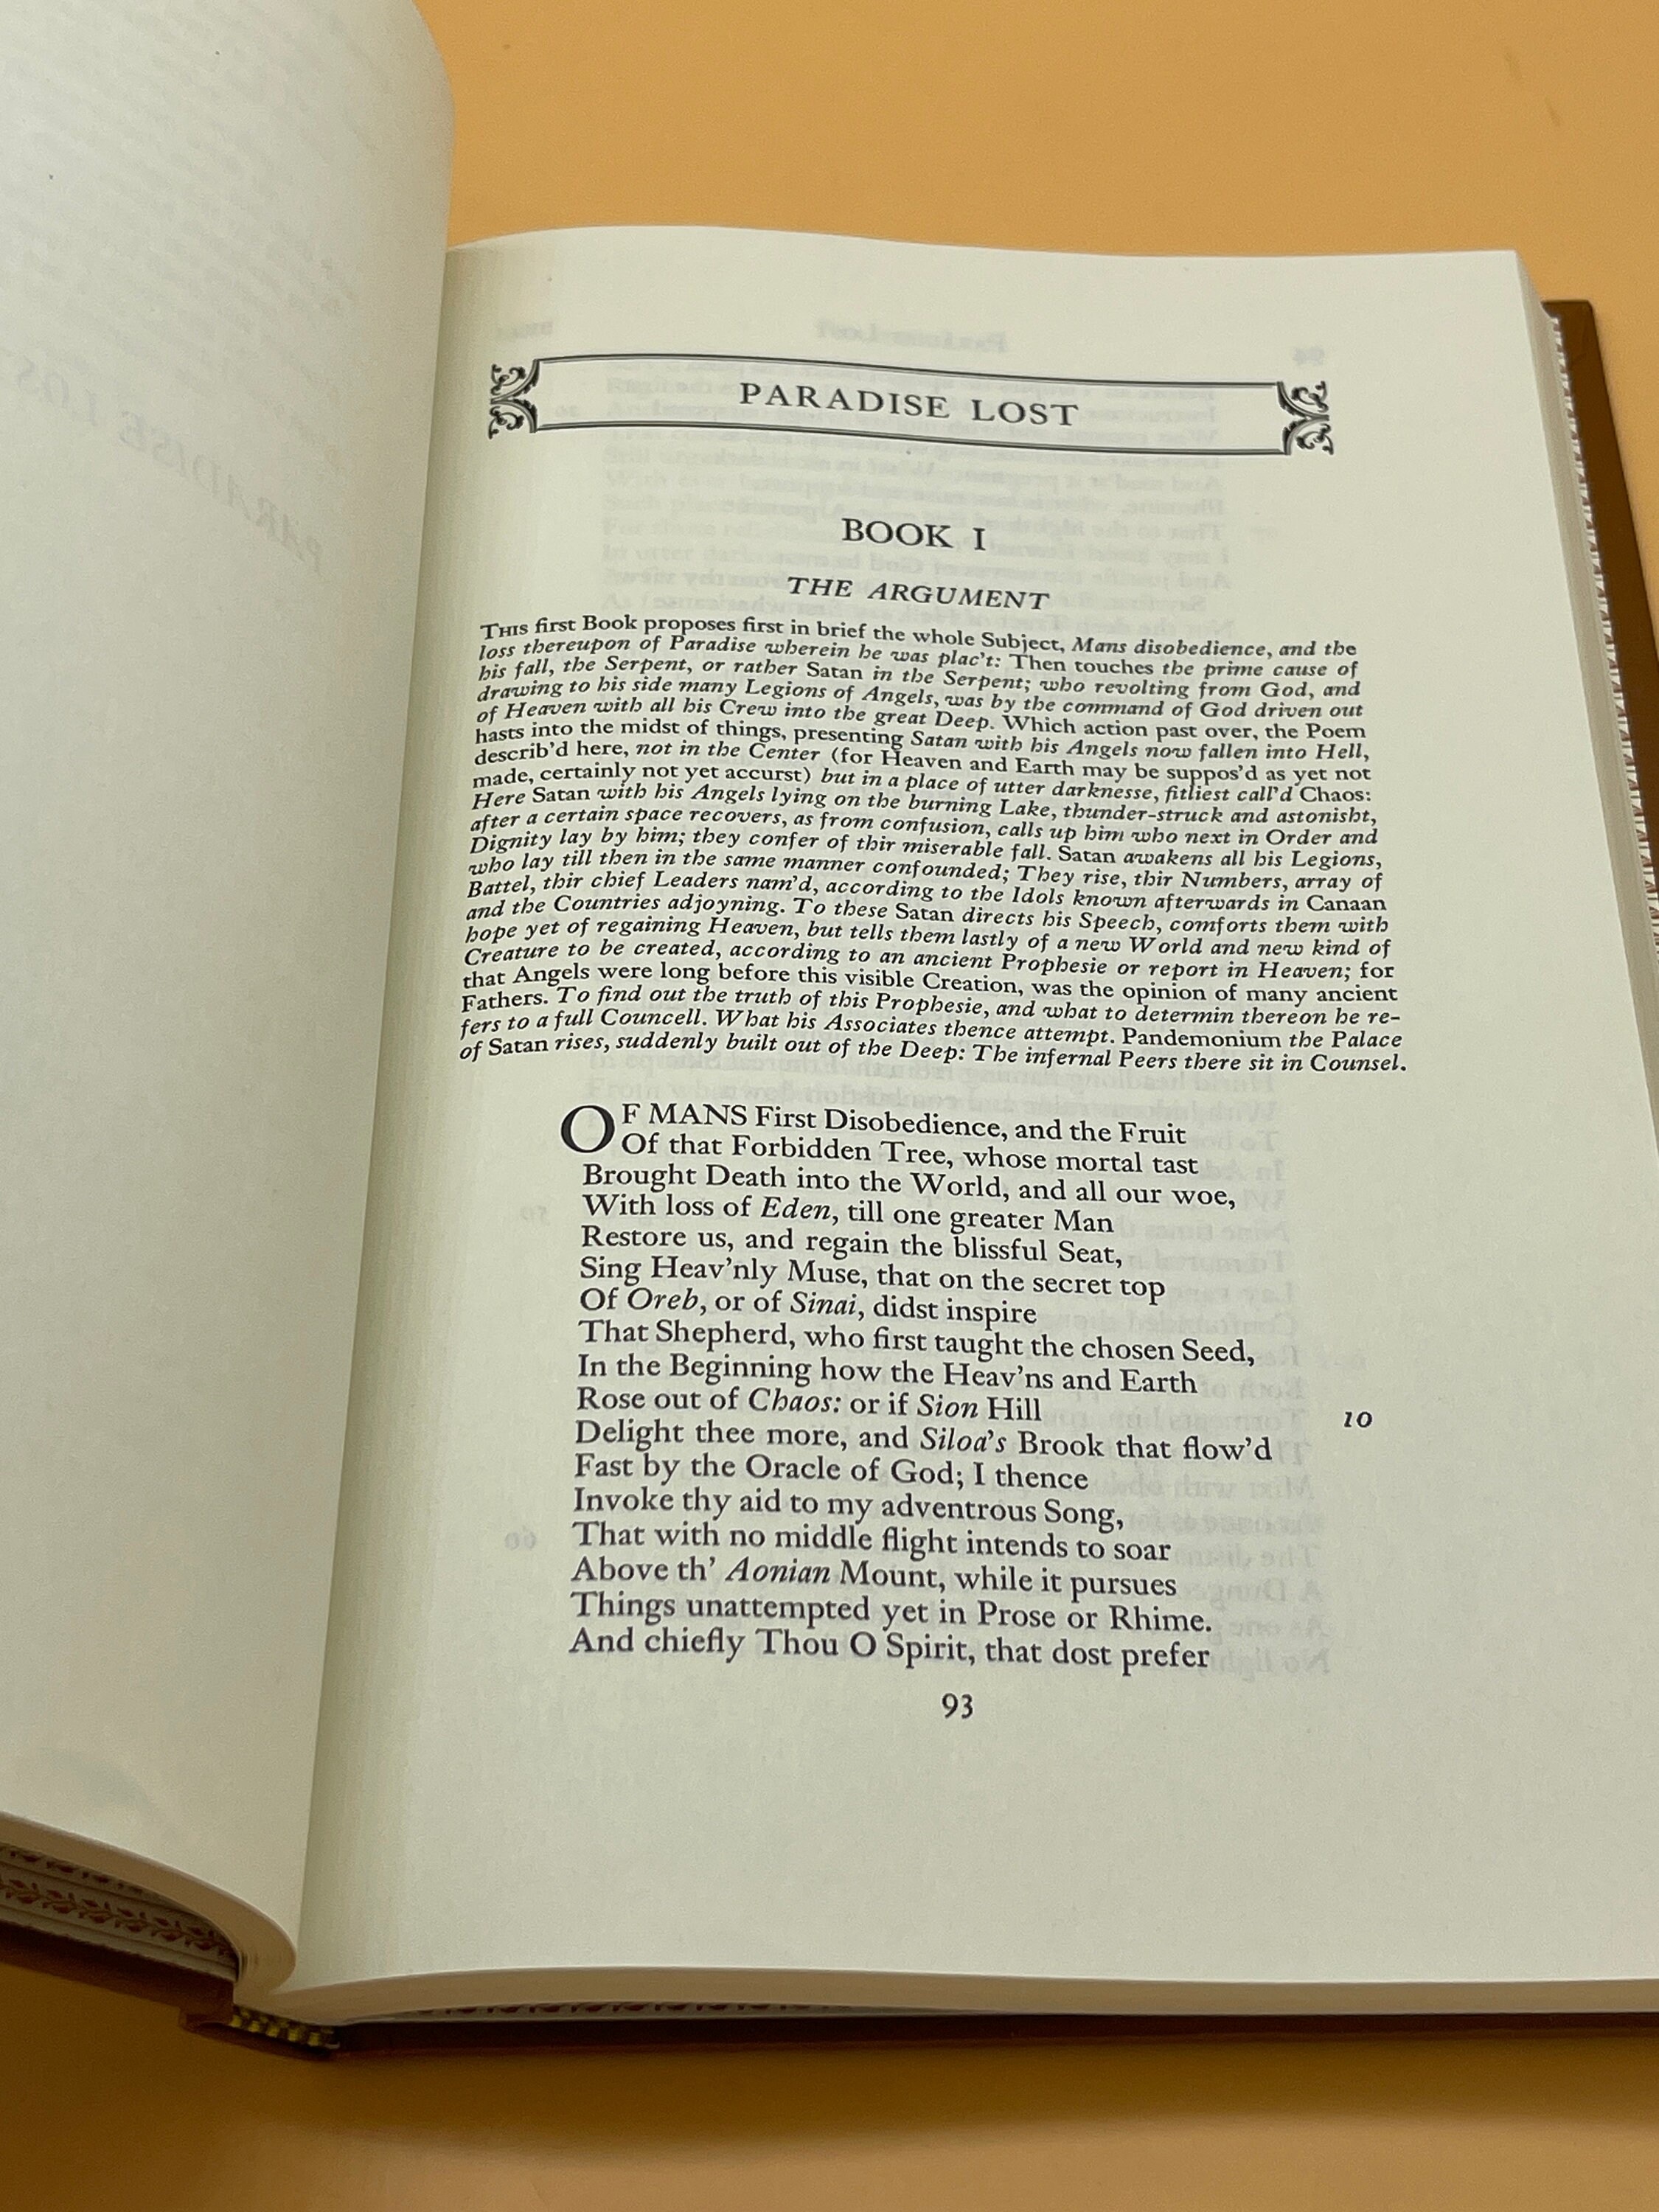 PARADISE LOST
BOOK I
THE ARGUMENT
THIS first Book proposes first in brief the whole Subject, Mans disobedience, and the
loss thereupon of Paradise wherein he was plac't: Then touches the prime cause of
his fall, the Serpent, or rather Satan in the Serpent; who revolting from God, and
drawing to his side many Legions of Angels, was by the command of God driven out
of Heaven with all his Crew into the great Deep. Which action past over, the Poem
hasts into the midst of things, presenting Satan with his Angels now fallen into Hell,
describ'd here, not in the Center (for Heaven and Earth may be suppos'd as yet not
made, certainly not yet accurst) but in a place of utter darknesse, fitliest call'd Chaos:
Here Satan with his Angels lying on the burning Lake, thunder-struck and astonisht,
after a certain space recovers, as from confusion, calls up him who next in Order and
Dignity lay by him; they confer of thir miserable fall. Satan awakens all his Legions,
who lay till then in the same manner confounded; They rise, thir Numbers, array of
Battel, thir chief Leaders nam'd, according to the Idols known afterwards in Canaan
and the Countries adjoyning. To these Satan directs his Speech, comforts them with
hope yet of regaining Heaven, but tells them lastly of a new World and new kind of
Creature to be created, according to an ancient Prophesie or report in Heaven; for
that Angels were long before this visible Creation, was the opinion of many ancient
Fathers. To find out the truth of this Prophesie, and what to determin thereon he re-
fers to a full Councell. What his Associates thence attempt. Pandemonium the Palace
of Satan rises, suddenly built out of the Deep: The infernal Peers there sit in Counsel.
OF MANS First Disobedience, and the Fruit
Of that Forbidden Tree, whose mortal tast
Brought Death into the World, and all our woe,
With loss of Eden, till one greater Man
Restore us, and regain the blissful Seat,
Sing Heav'nly Muse, that on the secret top
Of Oreb, or of Sinai, didst inspire
That Shepherd, who first taught the chosen Seed,
In the Beginning how the Heav'ns and Earth
Rose out of Chaos: or if Sion Hill 10
Delight thee more, and Siloa's Brook that flow'd
Fast by the Oracle of God; I thence
Invoke thy aid to my adventrous Song,
That with no middle flight intends to soar
Above th' Aonian Mount, while it pursues
Things unattempted yet in Prose or Rhime.
And chiefly Thou O Spirit, that dost prefer
93